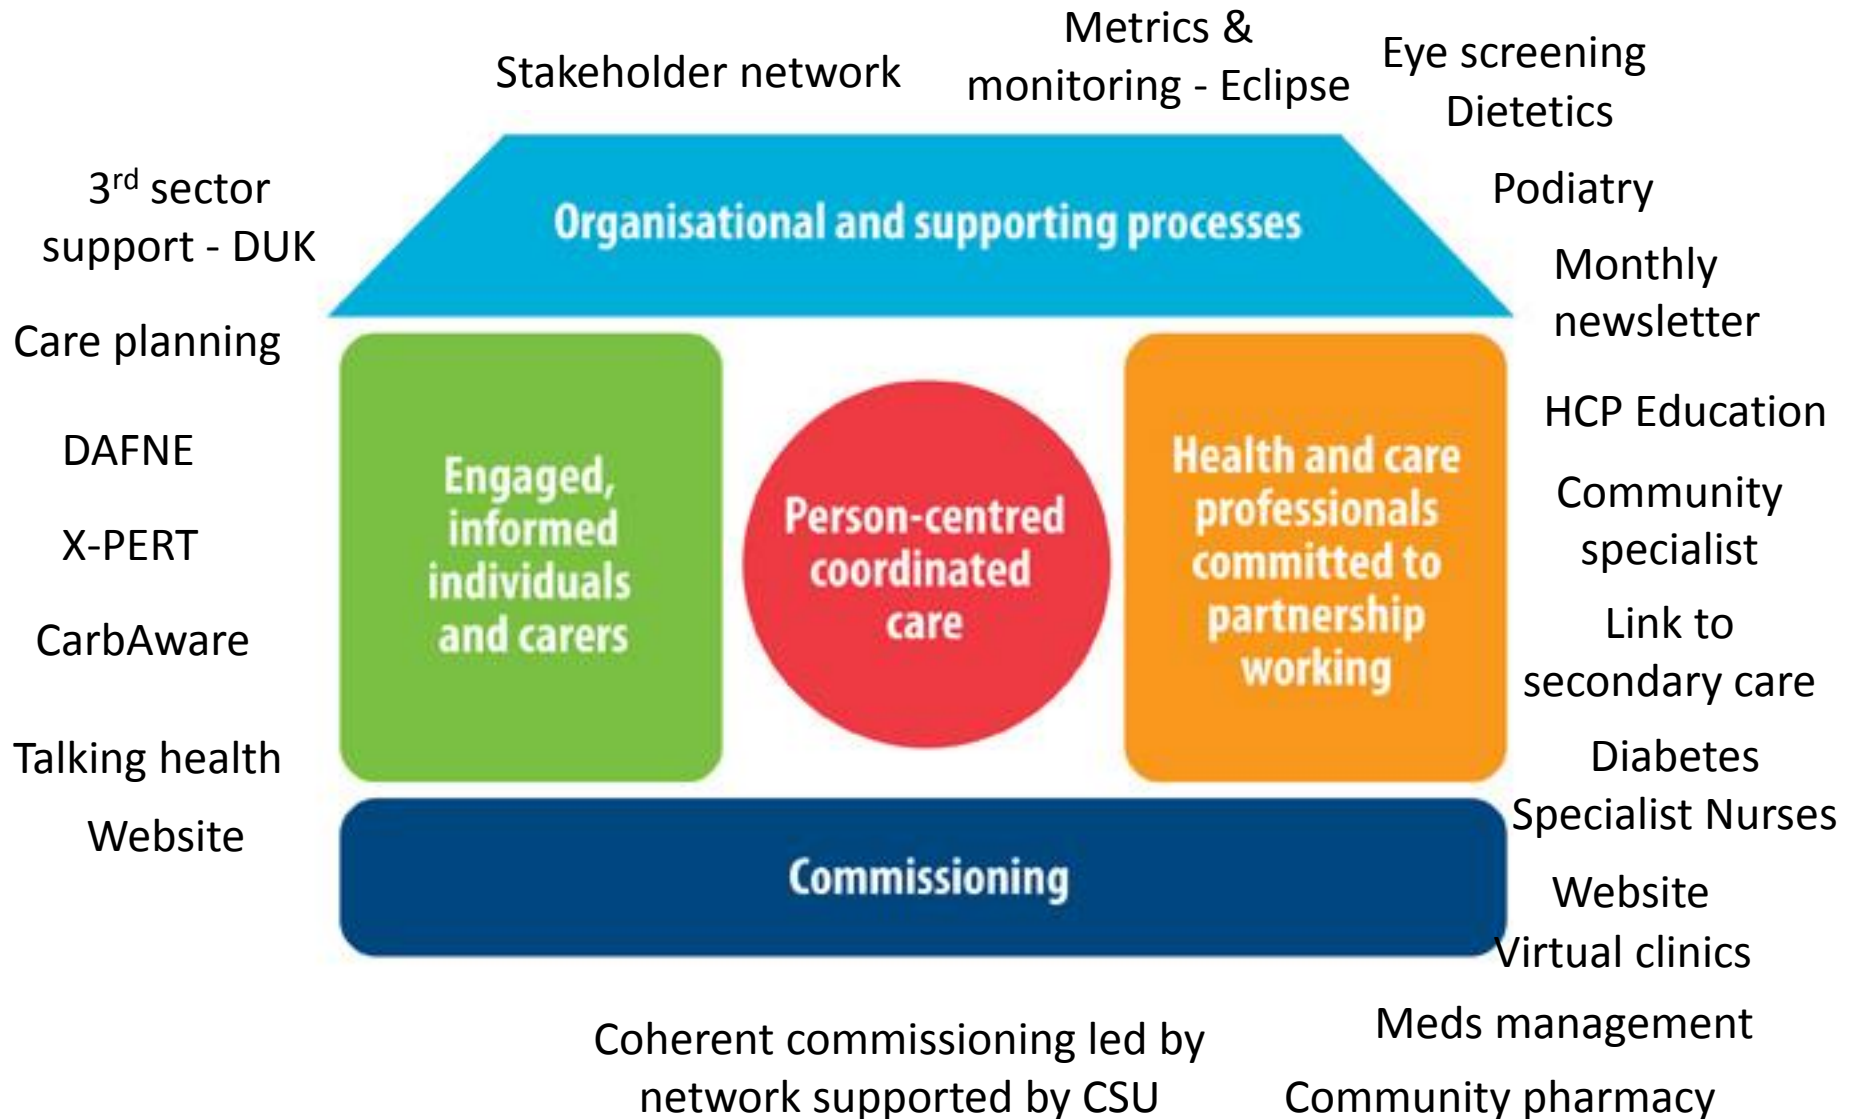 Stakeholder network
Metrics &
monitoring - Eclipse
Eye screening
Dietetics
3rd sector
support - DUK
Care planning
DAFNE
X-PERT
CarbAware
Talking health
Website
Organisational and supporting processes
Engaged,
informed
individuals
and carers
Person-centred
coordinated
care
Health and care
professionals
committed to
partnership
working
Commissioning
Podiatry
Monthly
newsletter
HCP Education
Community
specialist
Link to
secondary care
Diabetes
Specialist Nurses
Website
Virtual clinics
Meds management
Community pharmacy
Coherent commissioning led by
network supported by CSU